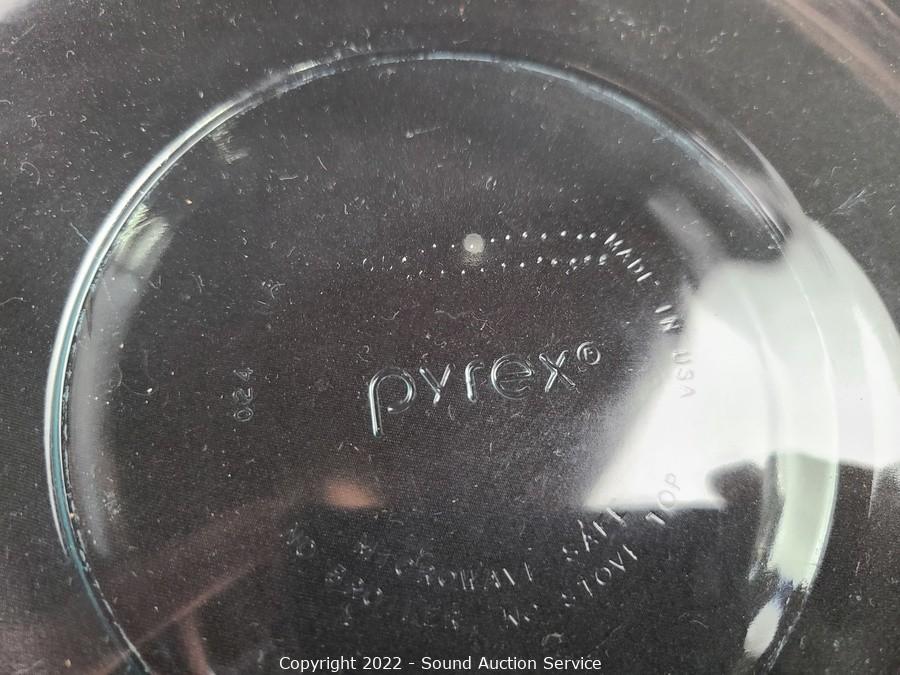 MADE IN USA
pyrex®
024
MICROWAVE SAFE
NO STOVE TOP
Copyright 2022 - Sound Auction Service